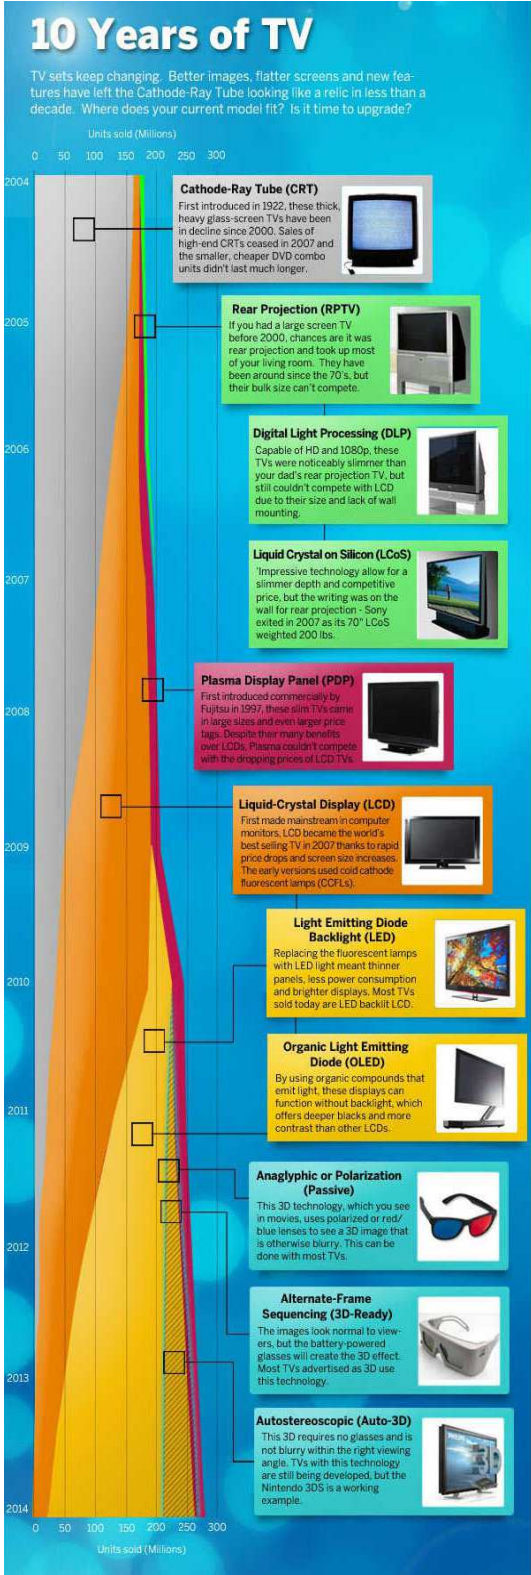 10 Years of TV
TV sets keep changing.  Better images, flatter screens and new fea-
tures have left the Cathode-Ray Tube looking like a relic in less than a
decade.  Where does your current model fit?  Is it time to upgrade?
Units sold (Millions)
0 50 100 150 200 250 300
2004
Cathode-Ray Tube (CRT)
First introduced in 1922, these thick,
heavy glass-screen TVs have been
in decline since 2000. Sales of
high-end CRTs ceased in 2007 and
the smaller, cheaper DVD combo
units didn't last much longer.
2005
Rear Projection (RPTV)
If you had a large screen TV
before 2000, chances are it was
rear projection and took up most
of your living room.  They have
been around since the 70's, but
their bulk size can't compete.
2006
Digital Light Processing (DLP)
Capable of HD and 1080p, these
TVs were noticeably slimmer than
your dad's rear projection TV, but
still couldn't compete with LCD
due to their size and lack of wall
mounting.
2007
Liquid Crystal on Silicon (LCoS)
'Impressive technology allow for a
slimmer depth and competitive
price, but the writing was on the
wall for rear projection - Sony
exited in 2007 as its 70" LCoS
weighted 200 lbs.
2008
Plasma Display Panel (PDP)
First introduced commercially by
Fujitsu in 1997, these slim TVs came
in large sizes and even larger price
tags. Despite their many benefits
over LCDs, Plasma couldn't compete
with the dropping prices of LCD TVs.
2009
Liquid-Crystal Display (LCD)
First made mainstream in computer
monitors, LCD became the world's
best selling TV in 2007 thanks to rapid
price drops and screen size increases.
The early versions used cold cathode
fluorescent lamps (CCFLs).
2010
Light Emitting Diode
Backlight (LED)
Replacing the fluorescent lamps
with LED light meant thinner
panels, less power consumption
and brighter displays. Most TVs
sold today are LED backlit LCD.
2011
Organic Light Emitting
Diode (OLED)
By using organic compounds that
emit light, these displays can
function without backlight, which
offers deeper blacks and more
contrast than other LCDs.
2012
Anaglyphic or Polarization
(Passive)
This 3D technology, which you see
in movies, uses polarized or red/
blue lenses to see a 3D image that
is otherwise blurry. This can be
done with most TVs.
2013
Alternate-Frame
Sequencing (3D-Ready)
The images look normal to view-
ers, but the battery-powered
glasses will create the 3D effect.
Most TVs advertised as 3D use
this technology.
2014
Autostereoscopic (Auto-3D)
This 3D requires no glasses and is
not blurry within the right viewing
angle. TVs with this technology
are still being developed, but the
Nintendo 3DS is a working
example.
0 50 100 150 200 250 300
Units sold (Millions)